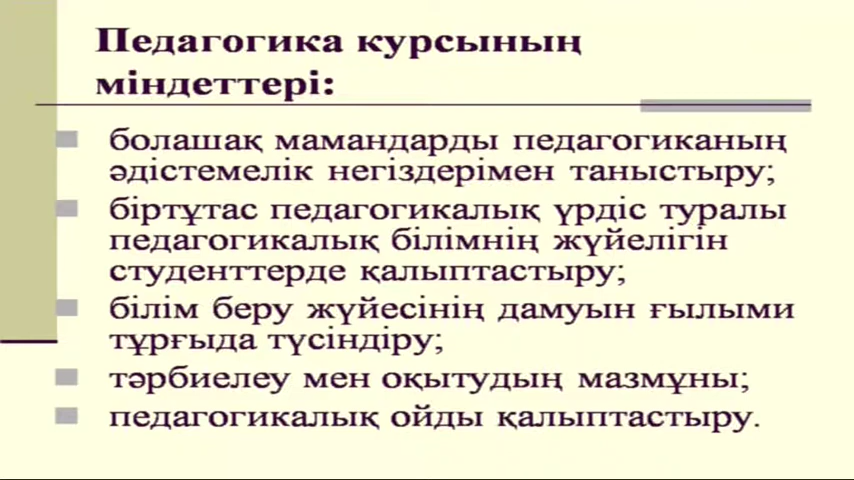 Педагогика курсының
міндеттері:
болашақ мамандарды педагогиканың
әдістемелік негіздерімен таныстыру;
біртұтас педагогикалық үрдіс туралы
педагогикалық білімнің жүйелігін
студенттерде қалыптастыру;
білім беру жүйесінің дамуын ғылыми
тұрғыда түсіндіру;
тәрбиелеу мен оқытудың мазмұны;
педагогикалық ойды қалыптастыру.